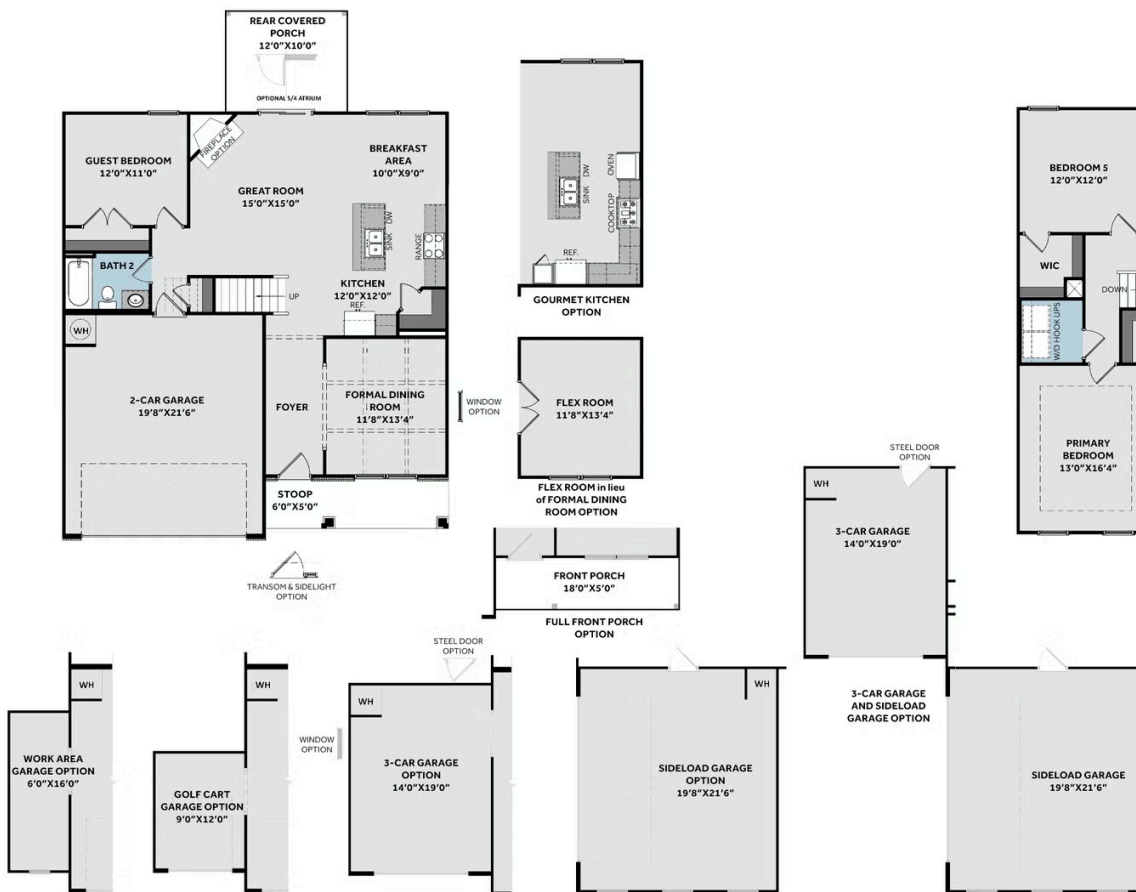 REAR COVERED
PORCH
12'0"X10'0"
OPTIONAL 5/4 ATRIUM
GUEST BEDROOM
12'0"X11'0"
FIREPLACE
OPTION
GREAT ROOM
15'0"X15'0"
BREAKFAST
AREA
10'0"X9'0"
BATH 2
SINK
DW
RANGE
KITCHEN
12'0"X12'0"
REF.
UP
WH
2-CAR GARAGE
19'8"X21'6"
FOYER
FORMAL DINING
ROOM
11'8"X13'4"
STOOP
6'0"X5'0"
WINDOW
OPTION
TRANSOM & SIDELIGHT
OPTION
SINK
DW
OVEN
COOKTOP
REF.
GOURMET KITCHEN
OPTION
FLEX ROOM
11'8"X13'4"
FLEX ROOM in lieu
of FORMAL DINING
ROOM OPTION
FRONT PORCH
18'0"X5'0"
FULL FRONT PORCH
OPTION
BEDROOM 5
12'0"X12'0"
WIC
DOWN
W/D HOOK UPS
PRIMARY
BEDROOM
13'0"X16'4"
STEEL DOOR
OPTION
WH
3-CAR GARAGE
14'0"X19'0"
3-CAR GARAGE
AND SIDELOAD
GARAGE OPTION
WH
WORK AREA
GARAGE OPTION
6'0"X16'0"
WH
GOLF CART
GARAGE OPTION
9'0"X12'0"
STEEL DOOR
OPTION
WH
WINDOW
OPTION
3-CAR GARAGE
OPTION
14'0"X19'0"
WH
SIDELOAD GARAGE
OPTION
19'8"X21'6"
SIDELOAD GARAGE
19'8"X21'6"